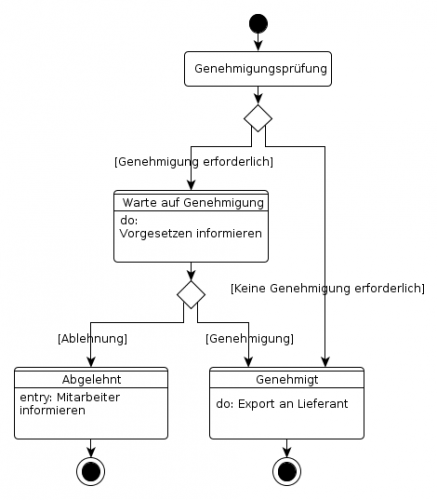 Genehmigungsprüfung
[Genehmigung erforderlich]
Warte auf Genehmigung
do:
Vorgesetzen informieren
[Keine Genehmigung erforderlich]
[Ablehnung]
[Genehmigung]
Abgelehnt
entry: Mitarbeiter
informieren
Genehmigt
do: Export an Lieferant